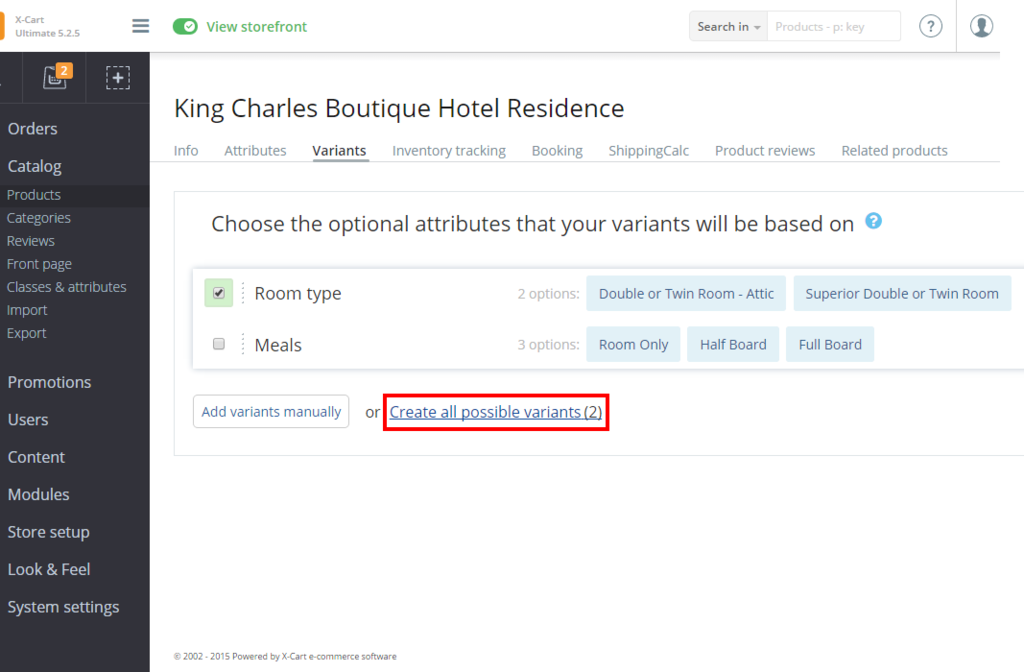 X-Cart
Ultimate 5.2.5
View storefront
Search in
Products - p: key
?
2
Orders
Catalog
Products
Categories
Reviews
Front page
Classes & attributes
Import
Export
Promotions
Users
Content
Modules
Store setup
Look & Feel
System settings
King Charles Boutique Hotel Residence
Info Attributes Variants Inventory tracking Booking ShippingCalc Product reviews Related products
Choose the optional attributes that your variants will be based on ?
Room type 2 options: Double or Twin Room - Attic Superior Double or Twin Room
Meals 3 options: Room Only Half Board Full Board
Add variants manually or Create all possible variants (2)
© 2002 - 2015 Powered by X-Cart e-commerce software